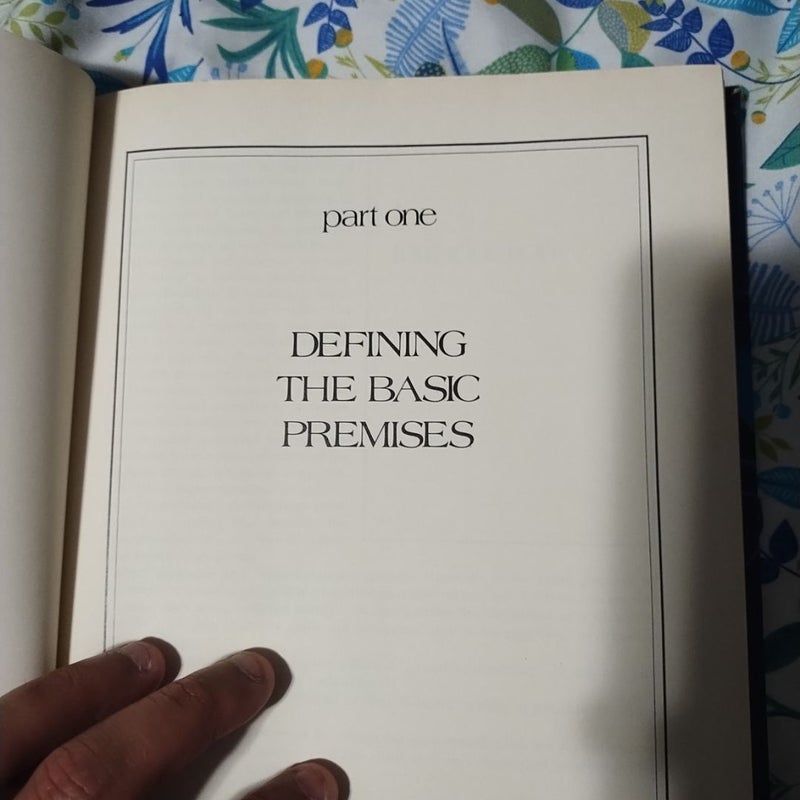 part one
DEFINING
THE BASIC
PREMISES